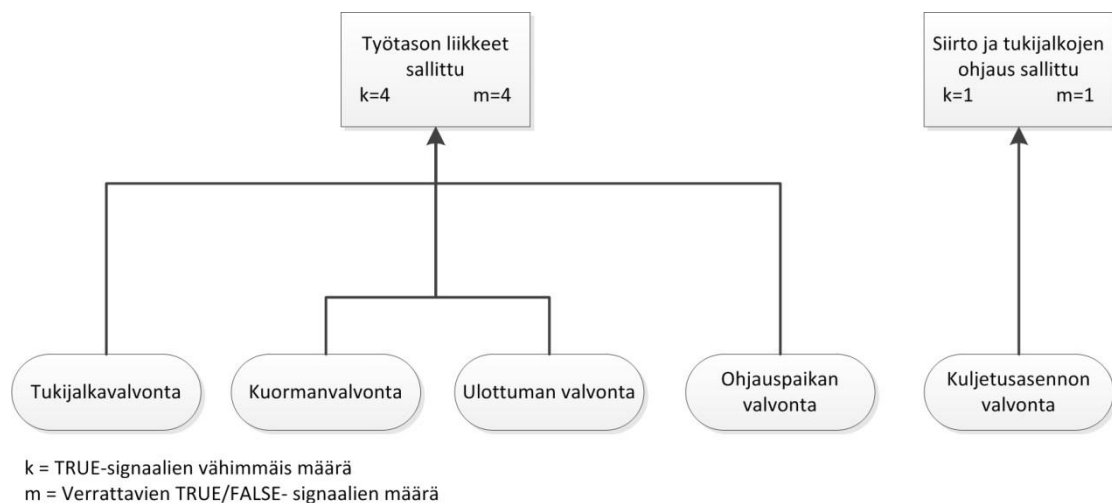 Työtason liikkeet
sallittu
k=4 m=4
Siirto ja tukijalkojen
ohjaus sallittu
k=1 m=1
Tukijalkavalvonta
Kuormanvalvonta
Ulottuman valvonta
Ohjauspaikan
valvonta
Kuljetusasennon
valvonta
k = TRUE-signaalien vähimmäis määrä
m = Verrattavien TRUE/FALSE- signaalien määrä